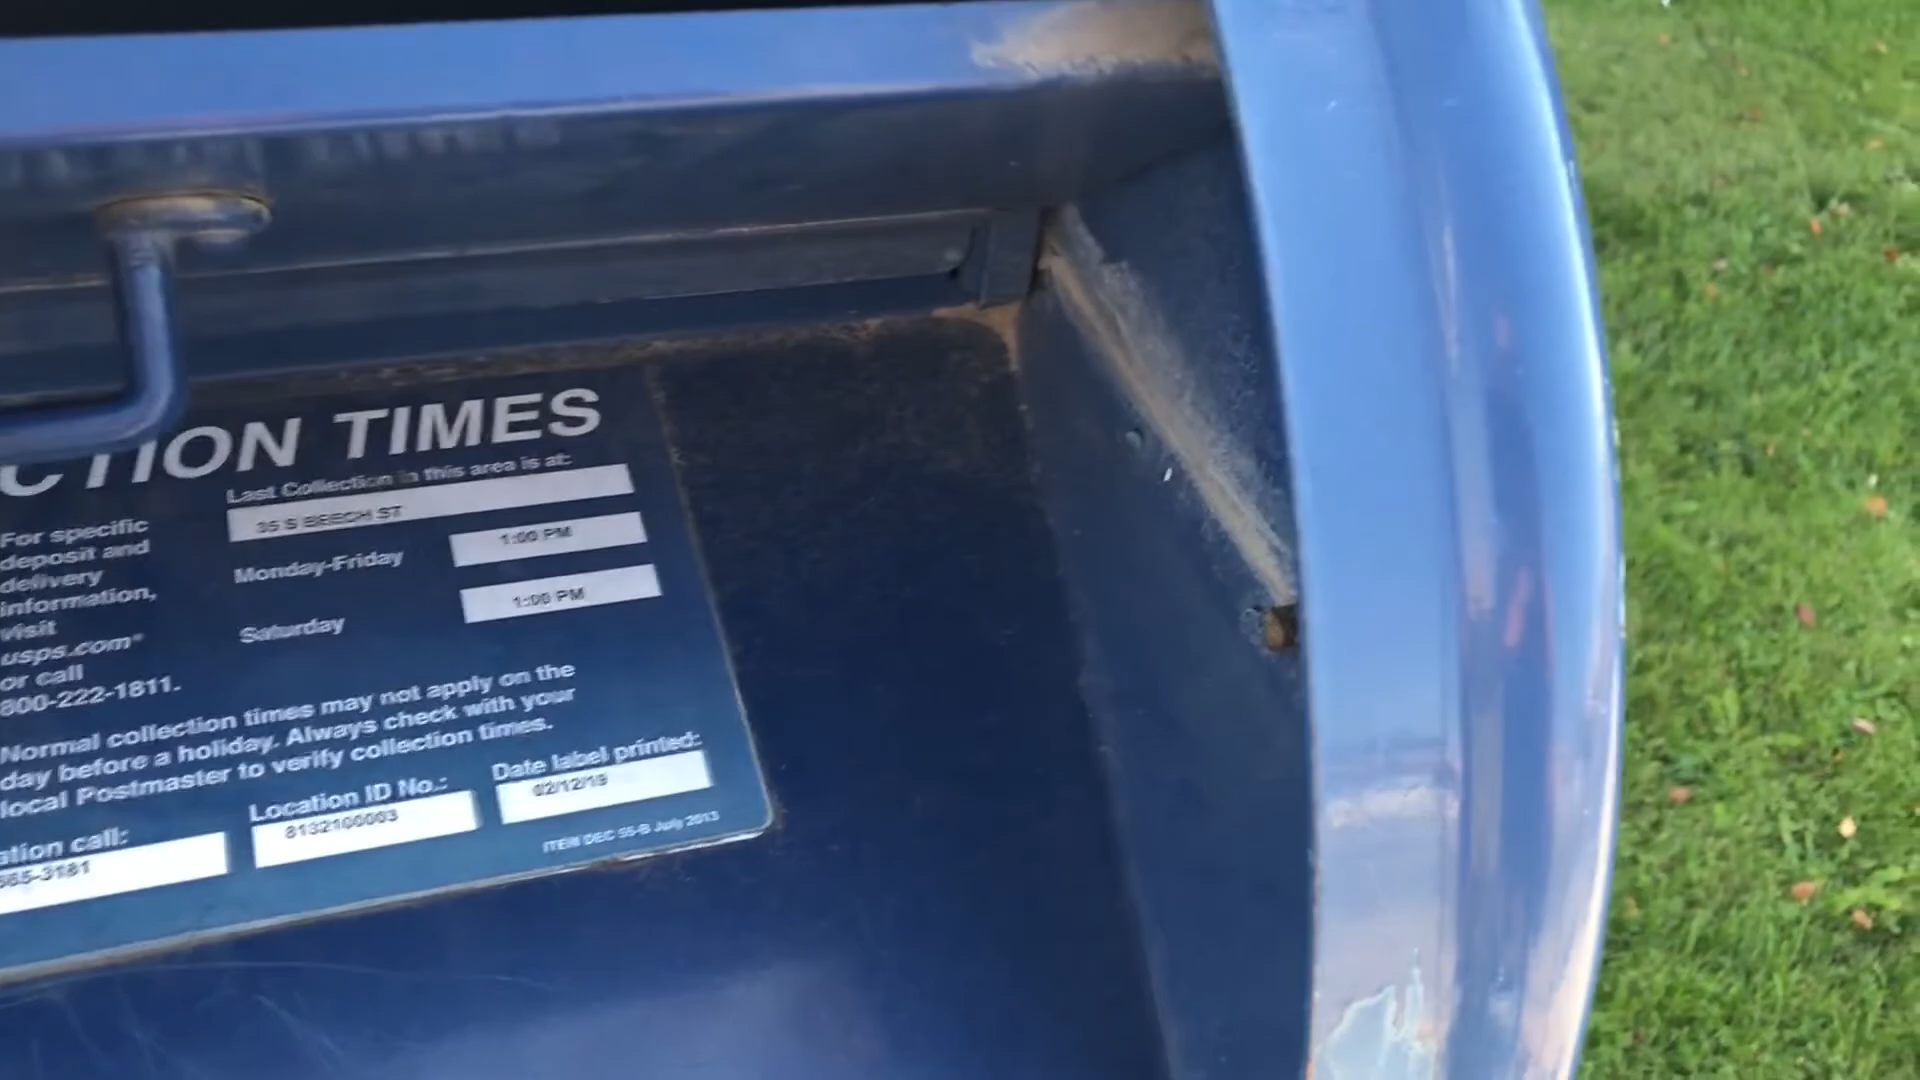 CTION TIMES
Last Collection in this area is at:
35 S BEECH ST
Monday-Friday 1:00 PM
Saturday 1:00 PM
For specific
deposit and
delivery
information,
visit
usps.com®
or call
800-222-1811.
Normal collection times may not apply on the
day before a holiday. Always check with your
local Postmaster to verify collection times.
ation call:
665-3181
Location ID No.:
8132100003
Date label printed:
02/12/19
ITEM DEC 55-B July 2013